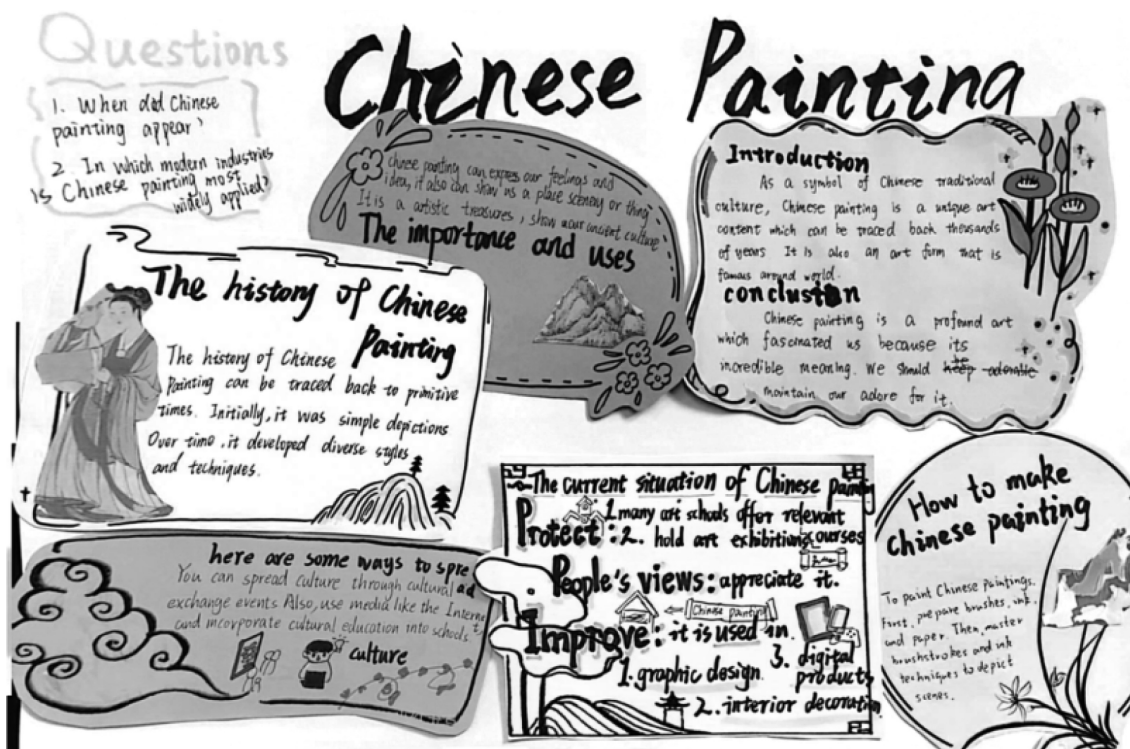 Chinese Painting
Questions
1. When did Chinese
painting appear?
2. In which modern industries
is Chinese painting most
widely applied?
Chinese painting can express our feelings and
idea, it also can show us a place scenery or thing
It is a artistic treasures, show our ancient culture
The importance and uses
Introduction
As a symbol of Chinese traditional
culture, Chinese painting is a unique art
content which can be traced back thousands
of years. It is also an art form that is
famous around world.
conclusion
Chinese painting is a profound art
which fascinated us because its
incredible meaning. We should be
maintain our adore for it.
The history of Chinese
Painting
The history of Chinese
Painting can be traced back to primitive
times. Initially, it was simple depictions
Over time, it developed diverse styles
and techniques.
here are some ways to spread
You can spread culture through cultural
exchange events. Also, use media like the Internet
and incorporate cultural education into schools
culture
The current situation of Chinese painting
Protect: 1. many art schools offer relevant
courses
2. hold art exhibitions
People's views: appreciate it.
Chinese painting
Improve: it is used in
1. graphic design.
3. digital
products
2. interior decoration
How to make
Chinese painting
To paint Chinese Paintings.
First, prepare brushes, ink,
and paper. Then, master
brushstrokes and ink
techniques to depict
scenes.